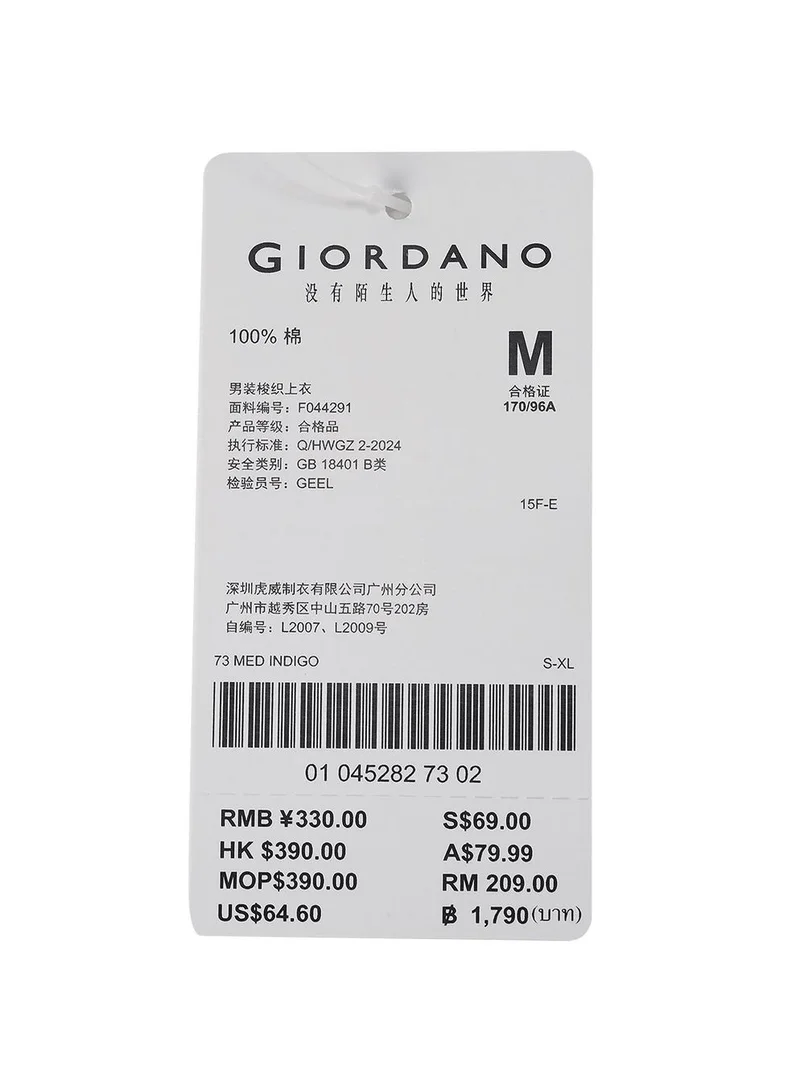 GIORDANO
没有陌生人的世界
100% 棉
M
合格证
170/96A
男装梭织上衣
面料编号：F044291
产品等级：合格品
执行标准：Q/HWGZ 2-2024
安全类别：GB 18401 B类
检验员号：GEEL
15F-E
深圳虎威制衣有限公司广州分公司
广州市越秀区中山五路70号202房
自编号：L2007、L2009号
73 MED INDIGO S-XL
01 045282 73 02
RMB ¥330.00 S$69.00
HK $390.00 A$79.99
MOP$390.00 RM 209.00
US$64.60 ฿ 1,790(บาท)